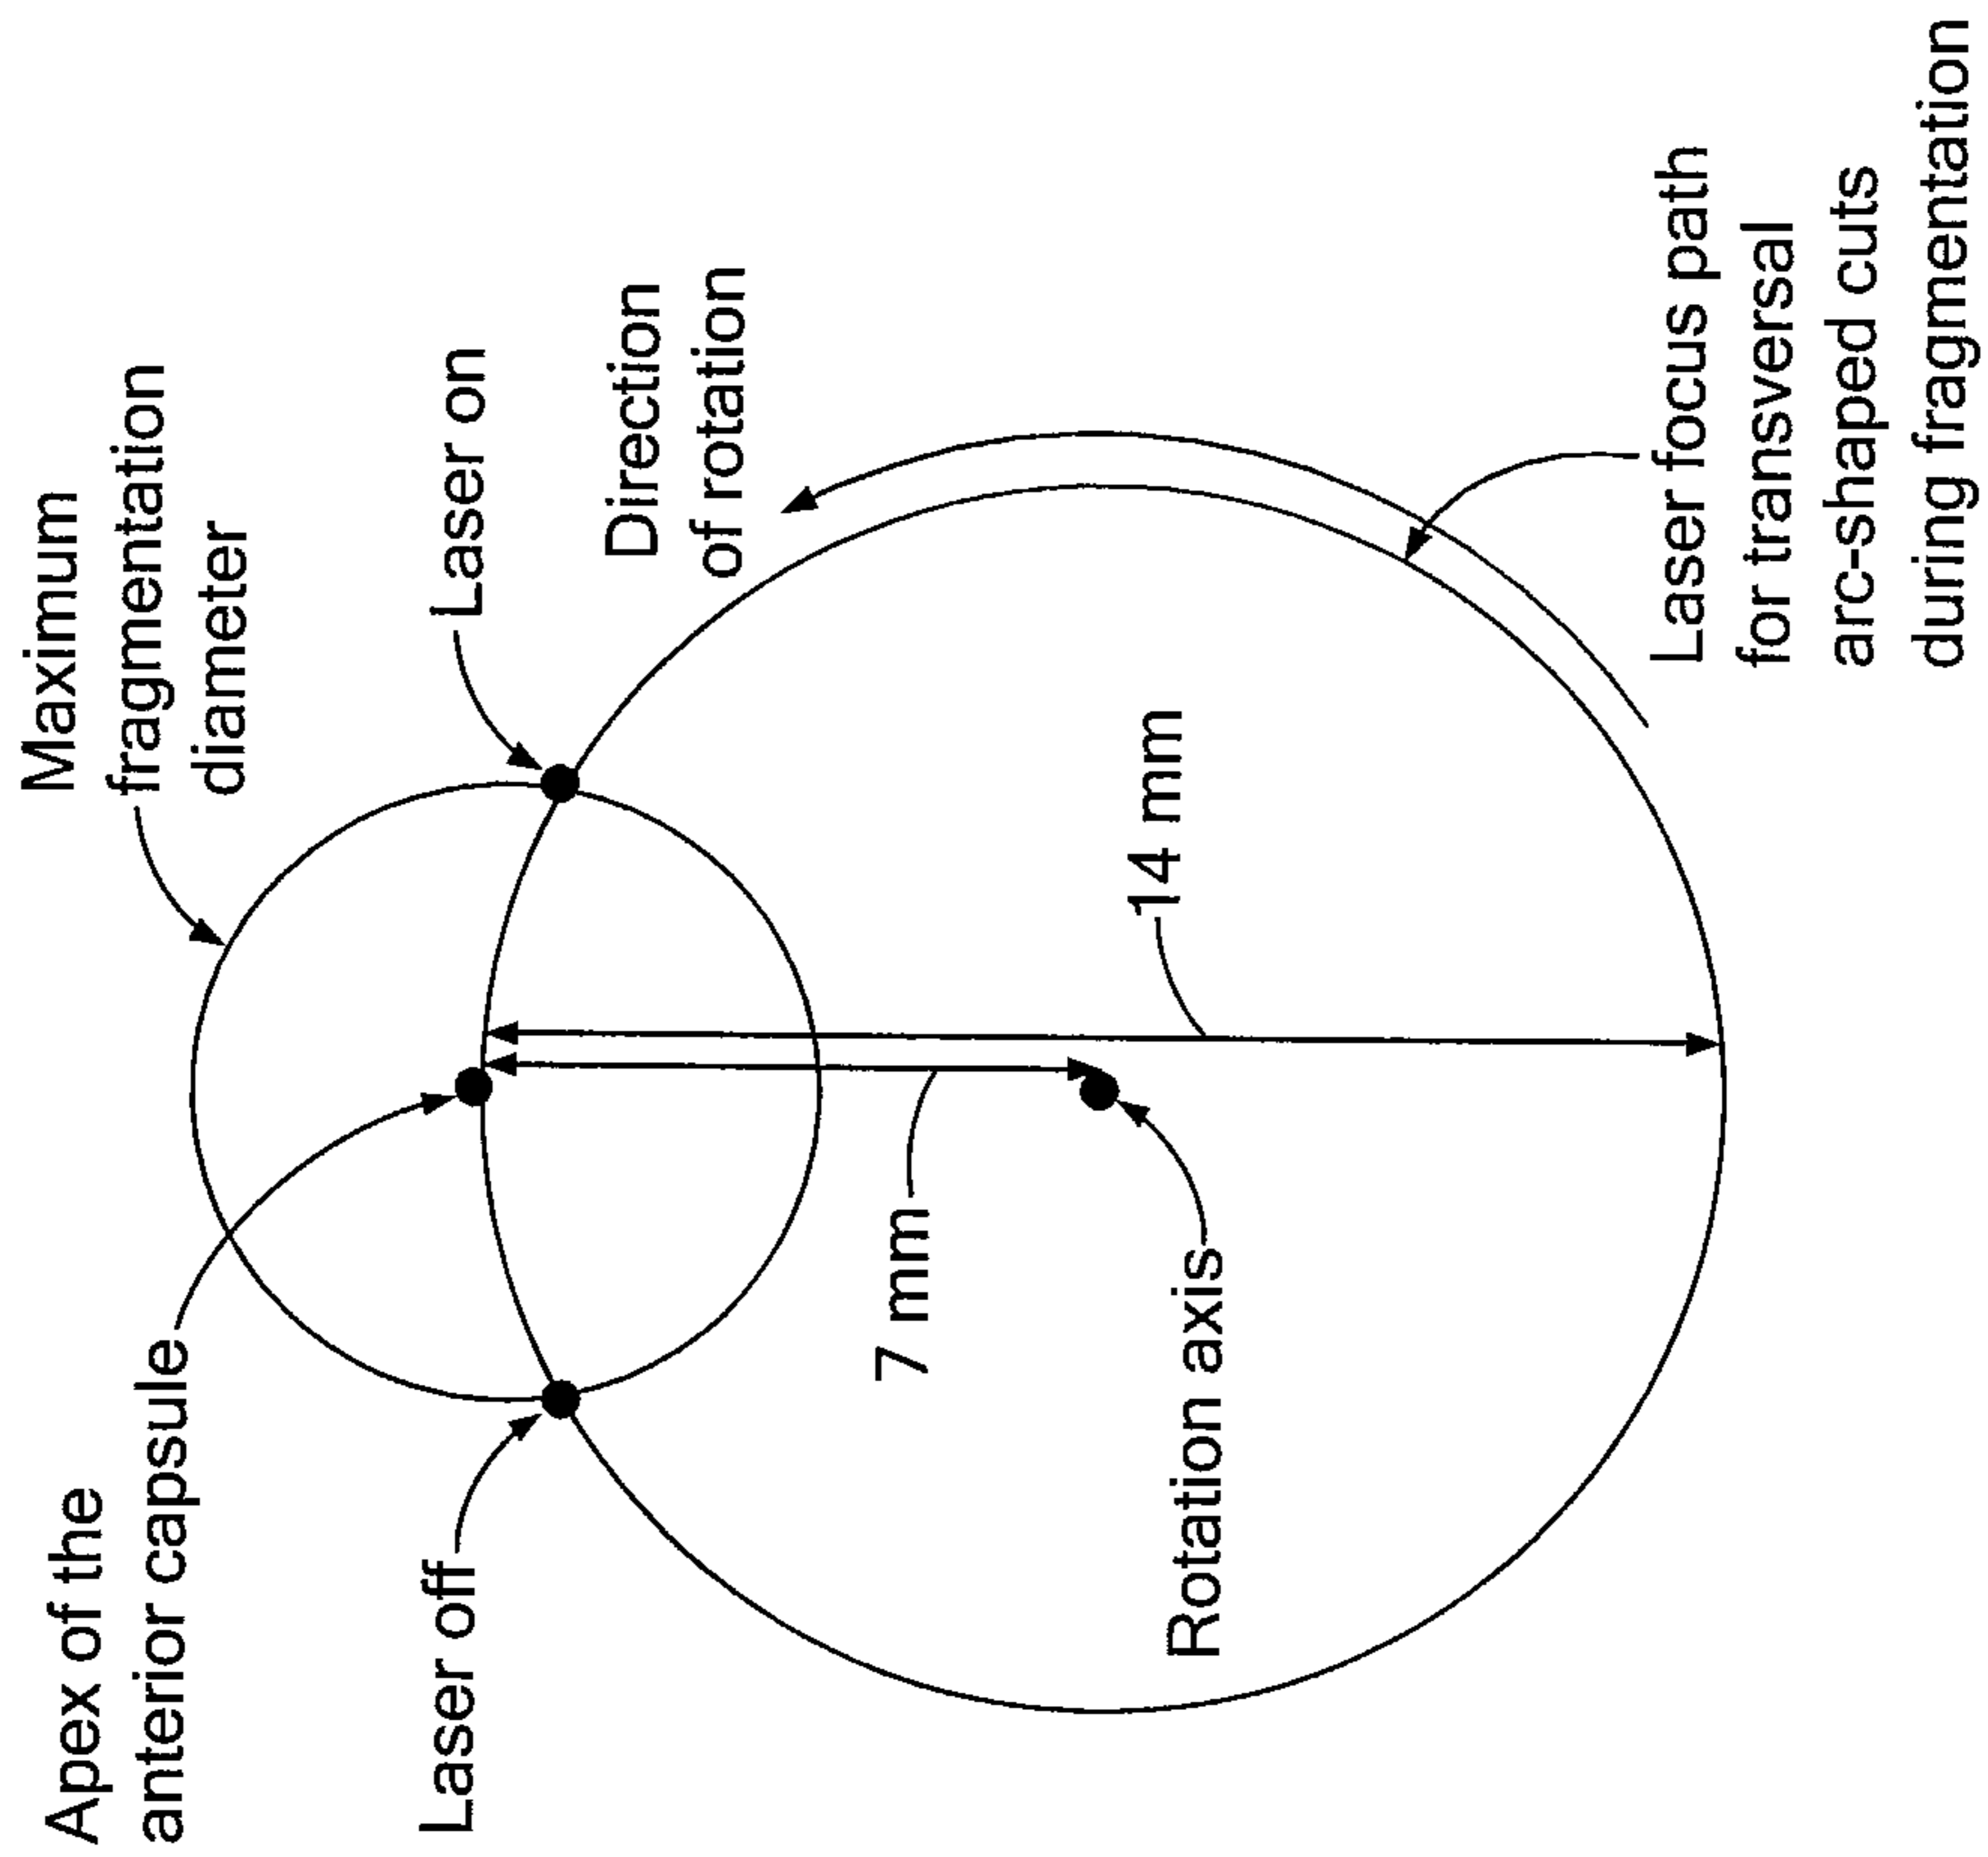 Apex of the
anterior capsule
Maximum
fragmentation
diameter
Laser off
Laser on
Direction
of rotation
7 mm
14 mm
Rotation axis
Laser focus path
for transversal
arc-shaped cuts
during fragmentation